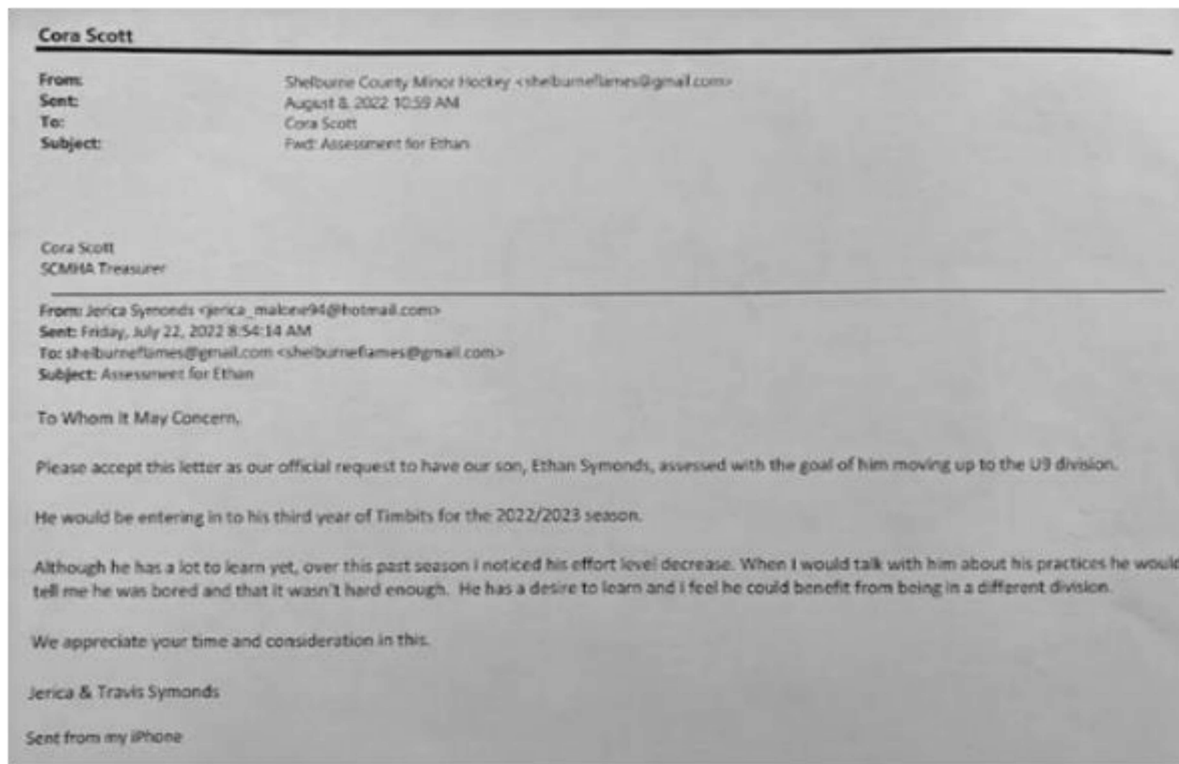 Cora Scott
From: Shelburne County Minor Hockey <shelburneflames@gmail.com>
Sent: August 8, 2022 10:59 AM
To: Cora Scott
Subject: Fwd: Assessment for Ethan
Cora Scott
SCMHA Treasurer
From: Jerica Symonds <jerica_malone94@hotmail.com>
Sent: Friday, July 22, 2022 8:54:14 AM
To: shelburneflames@gmail.com <shelburneflames@gmail.com>
Subject: Assessment for Ethan
To Whom It May Concern,
Please accept this letter as our official request to have our son, Ethan Symonds, assessed with the goal of him moving up to the U9 division.
He would be entering in to his third year of Timbits for the 2022/2023 season.
Although he has a lot to learn yet, over this past season I noticed his effort level decrease. When I would talk with him about his practices he would
tell me he was bored and that it wasn't hard enough. He has a desire to learn and I feel he could benefit from being in a different division.
We appreciate your time and consideration in this.
Jerica & Travis Symonds
Sent from my iPhone